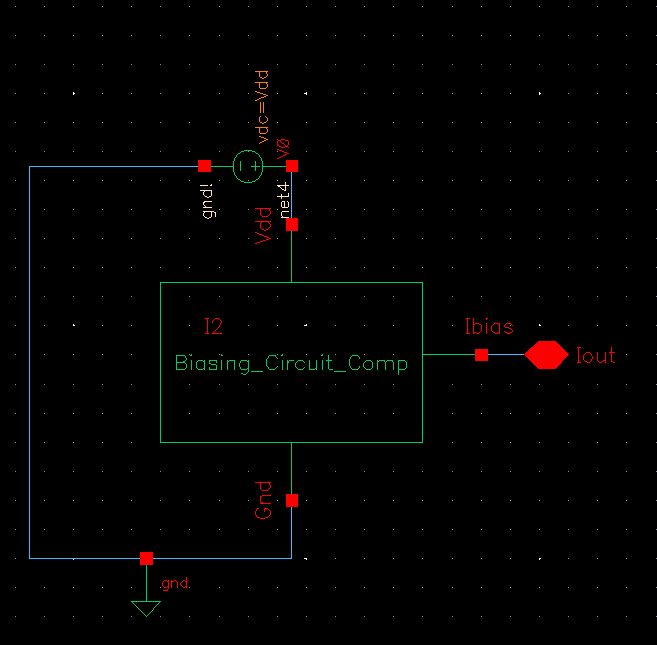 vdc=Vdd
V0
gnd!
net4
Vdd
I2
Ibias
Biasing_Circuit_Comp
Iout
Gnd
gnd